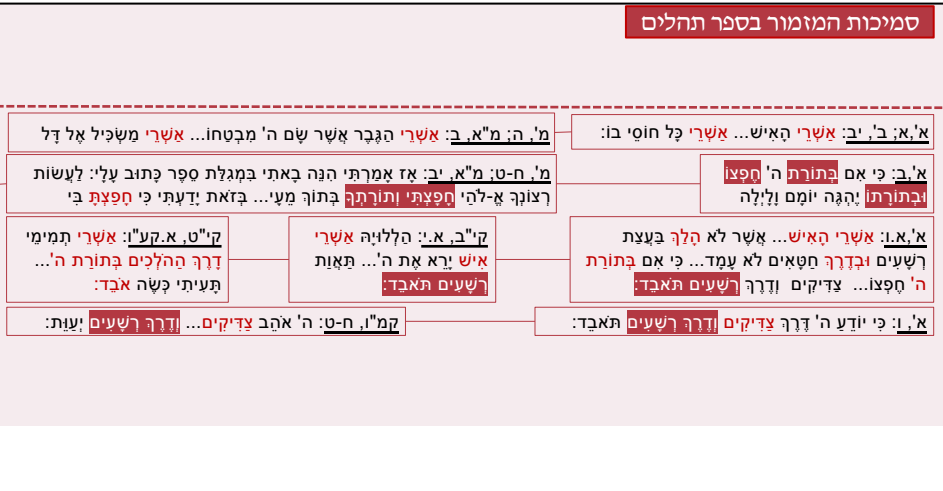 סמיכות המזמור בספר תהלים
א',א; ב', יב: אַשְׁרֵי הָאִישׁ... אַשְׁרֵי כָּל חוֹסֵי בוֹ:
מ', ה; מ"א, ב: אַשְׁרֵי הַגֶּבֶר אֲשֶׁר שָׂם ה' מִבְטַחוֹ... אַשְׁרֵי מַשְׂכִּיל אֶל דָּל
א',ב: כִּי אִם בְּתוֹרַת ה' חֶפְצוֹ
וּבְתוֹרָתוֹ יֶהְגֶּה יוֹמָם וָלָיְלָה
מ', ח-ט; מ"א, יב: אָז אָמַרְתִּי הִנֵּה בָאתִי בִּמְגִלַּת סֵפֶר כָּתוּב עָלָי: לַעֲשׂוֹת
רְצוֹנְךָ אֱ-לֹהַי חָפָצְתִּי וְתוֹרָתְךָ בְּתוֹךְ מֵעָי... בְּזֹאת יָדַעְתִּי כִּי חָפַצְתָּ בִּי
א',א.ו: אַשְׁרֵי הָאִישׁ... אֲשֶׁר לֹא הָלַךְ בַּעֲצַת
רְשָׁעִים וּבְדֶרֶךְ חַטָּאִים לֹא עָמָד... כִּי אִם בְּתוֹרַת
ה' חֶפְצוֹ... צַדִּיקִים וְדֶרֶךְ רְשָׁעִים תֹּאבֵד:
קי"ב, א.י: הַלְלוּיָהּ אַשְׁרֵי
אִישׁ יָרֵא אֶת ה'... תַּאֲוַת
רְשָׁעִים תֹּאבֵד:
קי"ט, א.קע"ו: אַשְׁרֵי תְמִימֵי
דָרֶךְ הַהֹלְכִים בְּתוֹרַת ה'...
תָּעִיתִי כְּשֶׂה אֹבֵד:
א', ו: כִּי יוֹדֵעַ ה' דֶּרֶךְ צַדִּיקִים וְדֶרֶךְ רְשָׁעִים תֹּאבֵד:
קמ"ו, ח-ט: ה' אֹהֵב צַדִּיקִים... וְדֶרֶךְ רְשָׁעִים יְעַוֵּת: